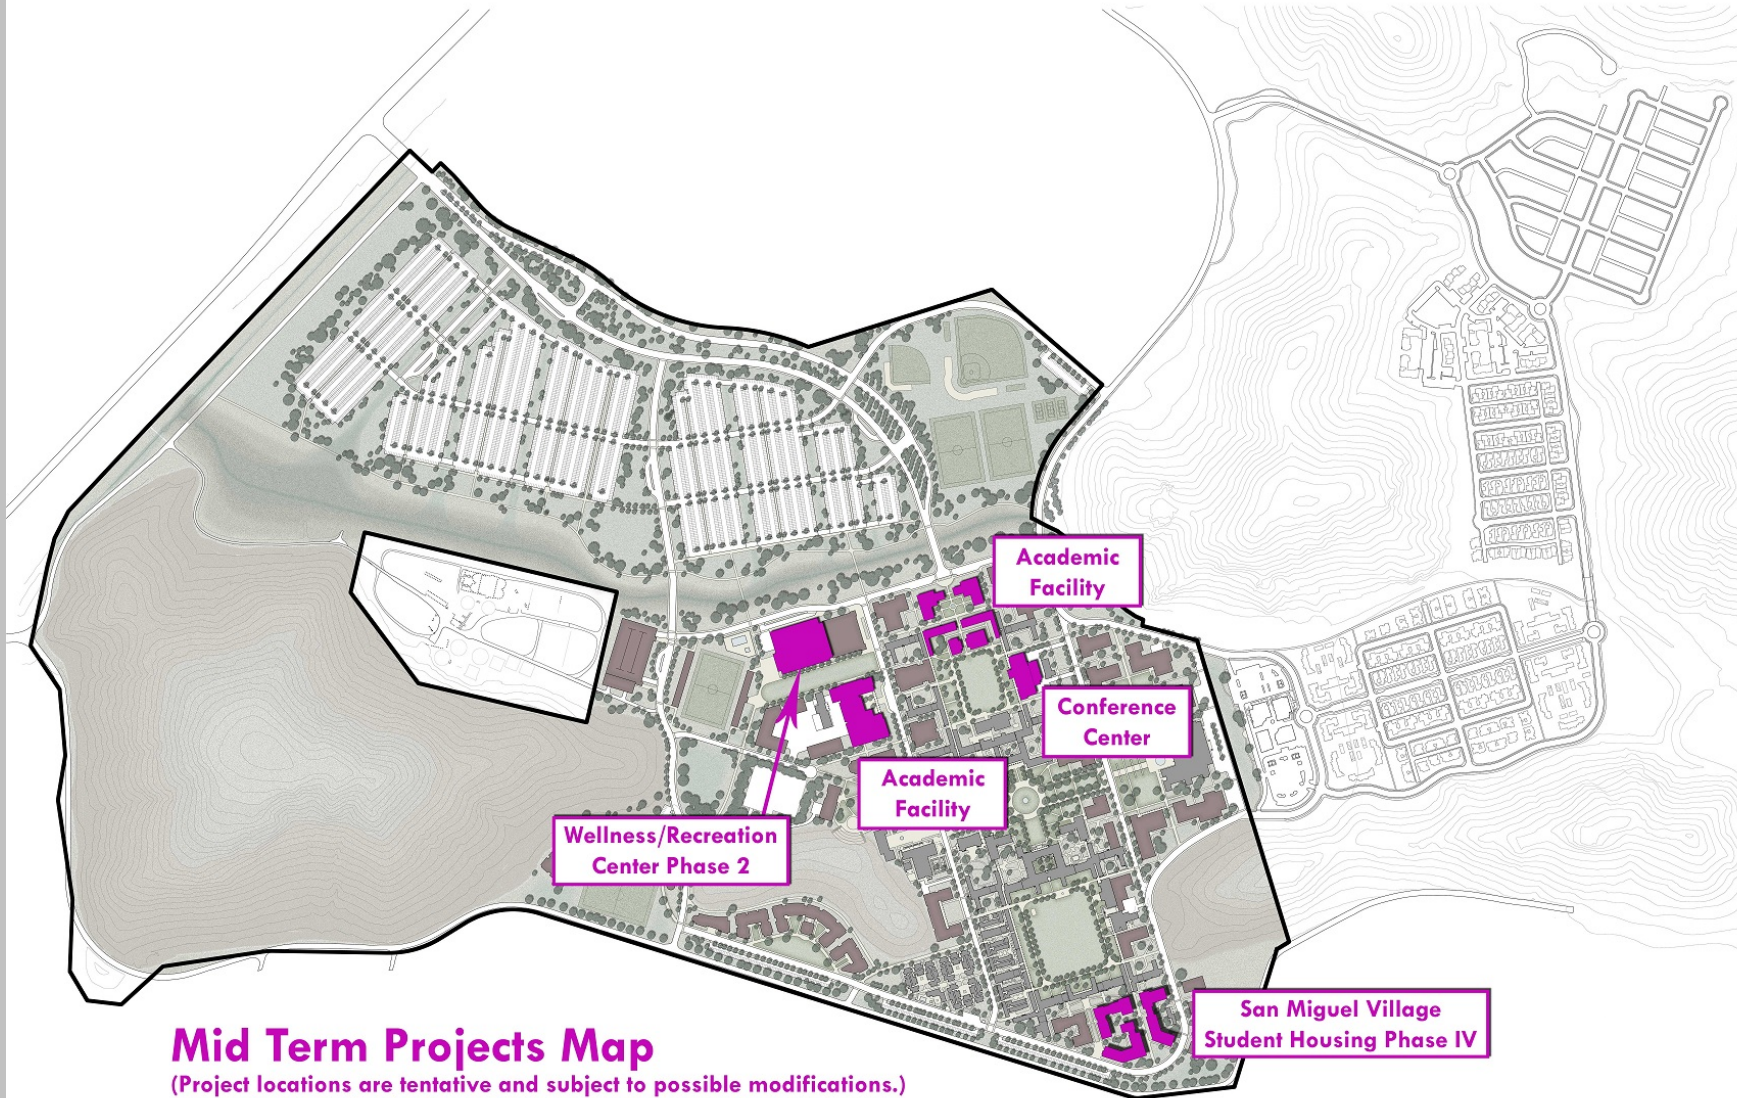 Academic
Facility
Conference
Center
Academic
Facility
Wellness/Recreation
Center Phase 2
San Miguel Village
Student Housing Phase IV
Mid Term Projects Map
(Project locations are tentative and subject to possible modifications.)